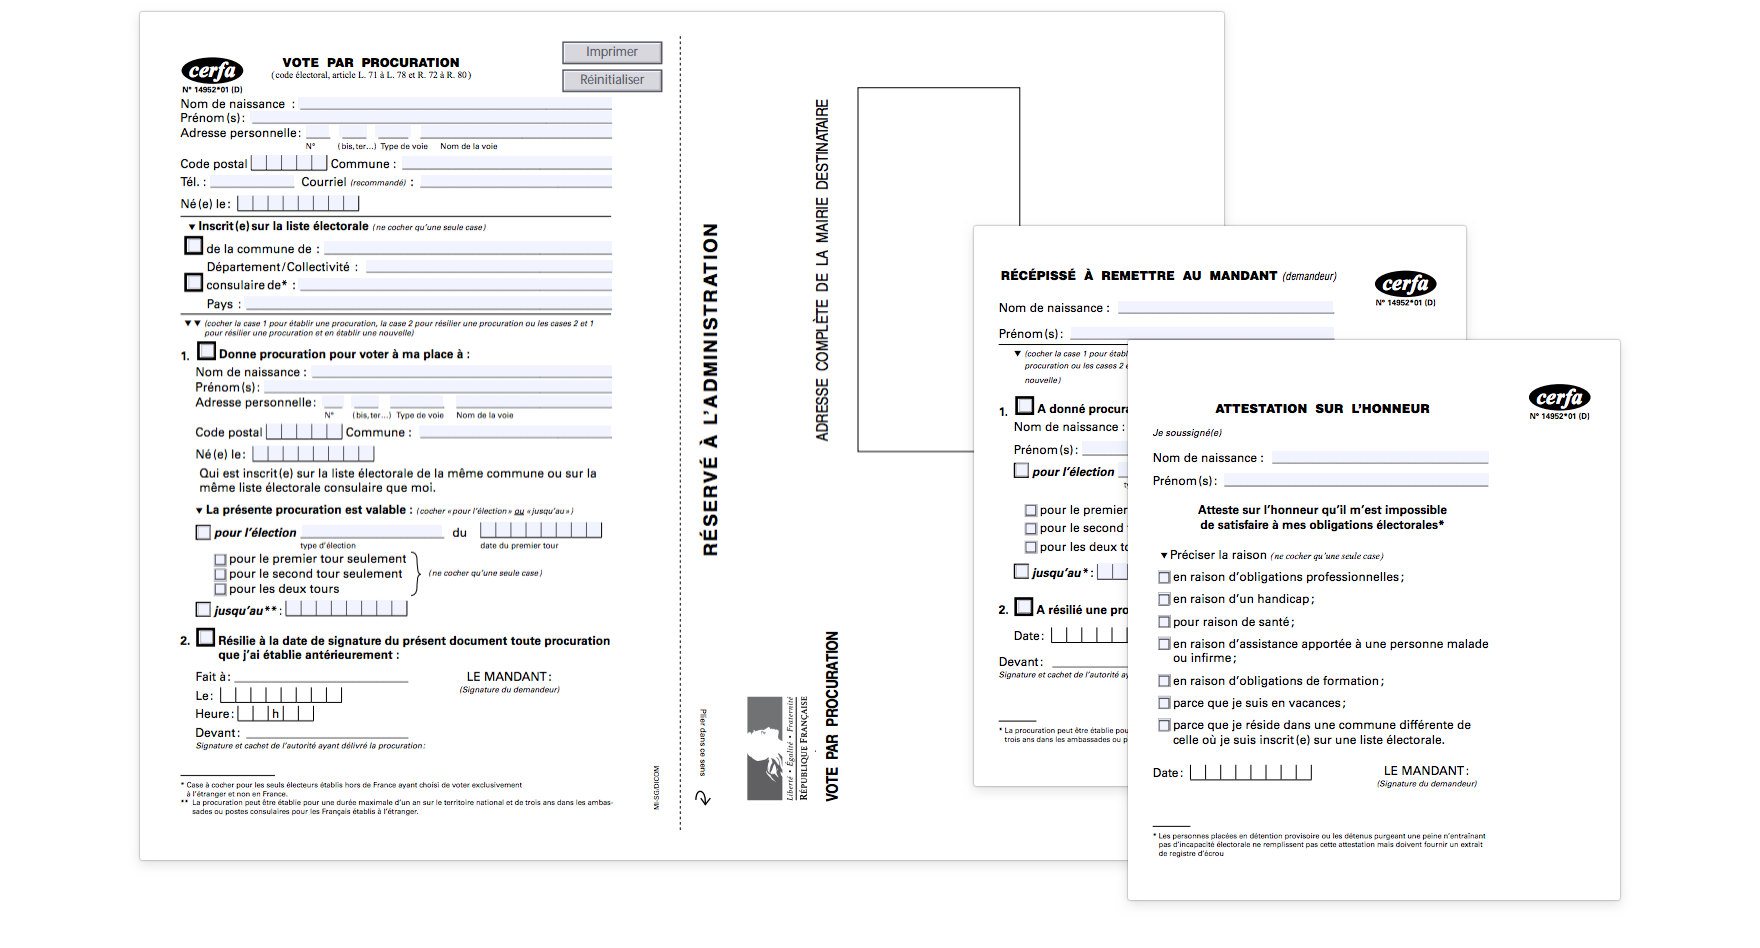 cerfa
N° 14952*01 (D)
VOTE PAR PROCURATION
(code électoral, article L. 71 à L. 78 et R. 72 à R. 80)
Imprimer
Réinitialiser
Nom de naissance :
Prénom(s) :
Adresse personnelle :
N° (bis, ter…) Type de voie Nom de la voie
Code postal Commune :
Tél. : Courriel (recommandé) :
Né(e) le :
▼ Inscrit(e) sur la liste électorale (ne cocher qu’une seule case)
de la commune de :
Département/Collectivité :
consulaire de* :
Pays :
▼▼ (cocher la case 1 pour établir une procuration, la case 2 pour résilier une procuration ou les cases 2 et 1
pour résilier une procuration et en établir une nouvelle)
1. Donne procuration pour voter à ma place à :
Nom de naissance :
Prénom(s) :
Adresse personnelle :
N° (bis, ter…) Type de voie Nom de la voie
Code postal Commune :
Né(e) le :
Qui est inscrit(e) sur la liste électorale de la même commune ou sur la
même liste électorale consulaire que moi.
▼ La présente procuration est valable : (cocher «pour l’élection» ou «jusqu’au»)
pour l’élection du
type d’élection date du premier tour
pour le premier tour seulement
pour le second tour seulement (ne cocher qu’une seule case)
pour les deux tours
jusqu’au** :
2. Résilie à la date de signature du présent document toute procuration
que j’ai établie antérieurement :
Fait à : LE MANDANT :
(Signature du demandeur)
Le :
Heure : h
Devant :
Signature et cachet de l’autorité ayant délivré la procuration :
* Case à cocher pour les seuls électeurs établis hors de France ayant choisi de voter exclusivement
à l’étranger et non en France.
** La procuration peut être établie pour une durée maximale d’un an sur le territoire national et de trois ans dans les ambas-
sades ou postes consulaires pour les Français établis à l’étranger.
MI-SG/DICOM
RÉSERVÉ À L’ADMINISTRATION
Plier dans ce sens
ADRESSE COMPLÈTE DE LA MAIRIE DESTINATAIRE
VOTE PAR PROCURATION
Liberté • Égalité • Fraternité
RÉPUBLIQUE FRANÇAISE
RÉCÉPISSÉ À REMETTRE AU MANDANT (demandeur)
cerfa
N° 14952*01 (D)
Nom de naissance :
Prénom(s) :
▼ (cocher la case 1 pour établ
procuration ou les cases 2 e
nouvelle)
1. A donné procura
Nom de naissance :
Prénom(s) :
pour l’élection
pour le premier
pour le second
pour les deux to
jusqu’au* :
2. A résilié une pro
Date :
Devant :
Signature et cachet de l’autorité ay
* La procuration peut être établie pou
trois ans dans les ambassades ou p
ATTESTATION SUR L’HONNEUR
cerfa
N° 14952*01 (D)
Je soussigné(e)
Nom de naissance :
Prénom(s) :
Atteste sur l’honneur qu’il m’est impossible
de satisfaire à mes obligations électorales*
▼ Préciser la raison (ne cocher qu’une seule case)
en raison d’obligations professionnelles ;
en raison d’un handicap ;
pour raison de santé ;
en raison d’assistance apportée à une personne malade
ou infirme ;
en raison d’obligations de formation ;
parce que je suis en vacances ;
parce que je réside dans une commune différente de
celle où je suis inscrit(e) sur une liste électorale.
Date : LE MANDANT :
(Signature du demandeur)
* Les personnes placées en détention provisoire ou les détenus purgeant une peine n’entraînant
pas d’incapacité électorale ne remplissent pas cette attestation mais doivent fournir un extrait
de registre d’écrou